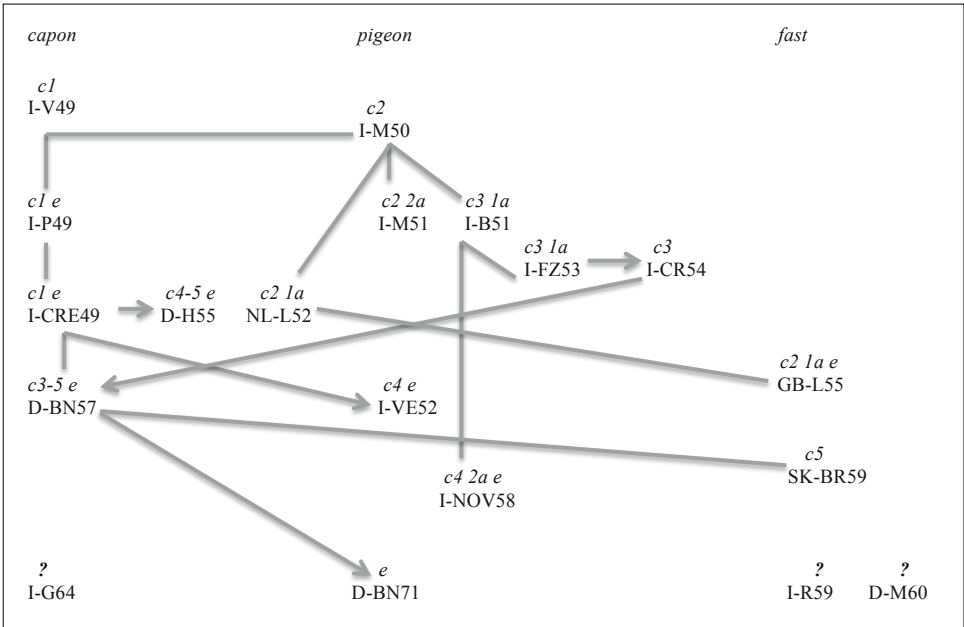 capon pigeon fast
c1
I-V49
c2
I-M50
c1 e c2 2a c3 1a
I-P49 I-M51 I-B51
c3 1a c3
I-FZ53 I-CR54
c1 e c4-5 e c2 1a
I-CRE49 D-H55 NL-L52
c2 1a e
GB-L55
c3-5 e c4 e
D-BN57 I-VE52
c5
SK-BR59
c4 2a e
I-NOV58
? e ? ?
I-G64 D-BN71 I-R59 D-M60